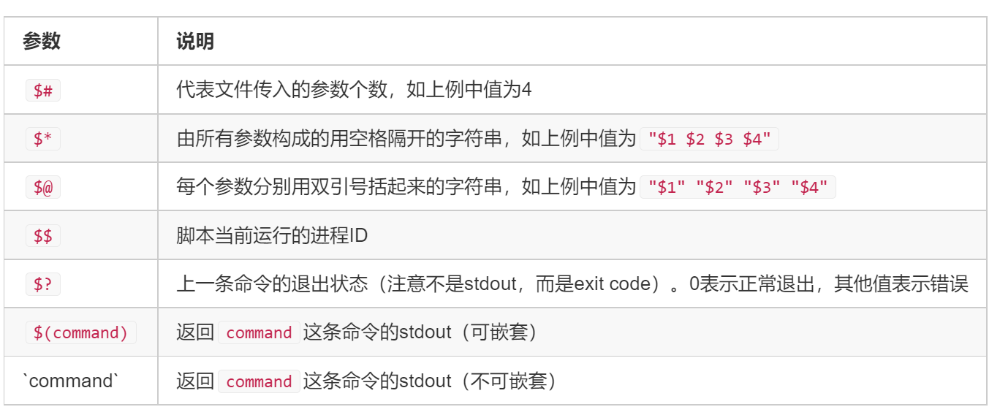 参数 说明
$# 代表文件传入的参数个数，如上例中值为4
$* 由所有参数构成的用空格隔开的字符串，如上例中值为 "$1 $2 $3 $4"
$@ 每个参数分别用双引号括起来的字符串，如上例中值为 "$1" "$2" "$3" "$4"
$$ 脚本当前运行的进程ID
$? 上一条命令的退出状态（注意不是stdout，而是exit code）。0表示正常退出，其他值表示错误
$(command) 返回 command 这条命令的stdout（可嵌套）
`command` 返回 command 这条命令的stdout（不可嵌套）